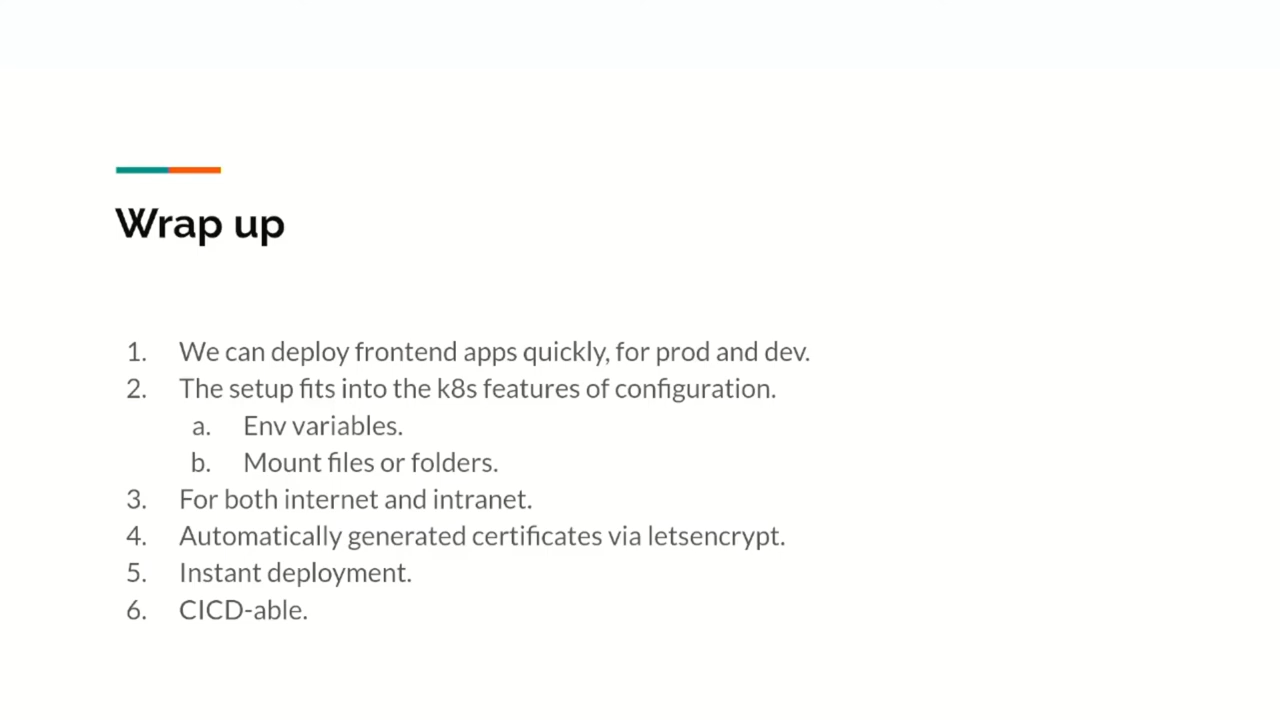 Wrap up
1. We can deploy frontend apps quickly, for prod and dev.
2. The setup fits into the k8s features of configuration.
a. Env variables.
b. Mount files or folders.
3. For both internet and intranet.
4. Automatically generated certificates via letsencrypt.
5. Instant deployment.
6. CICD-able.